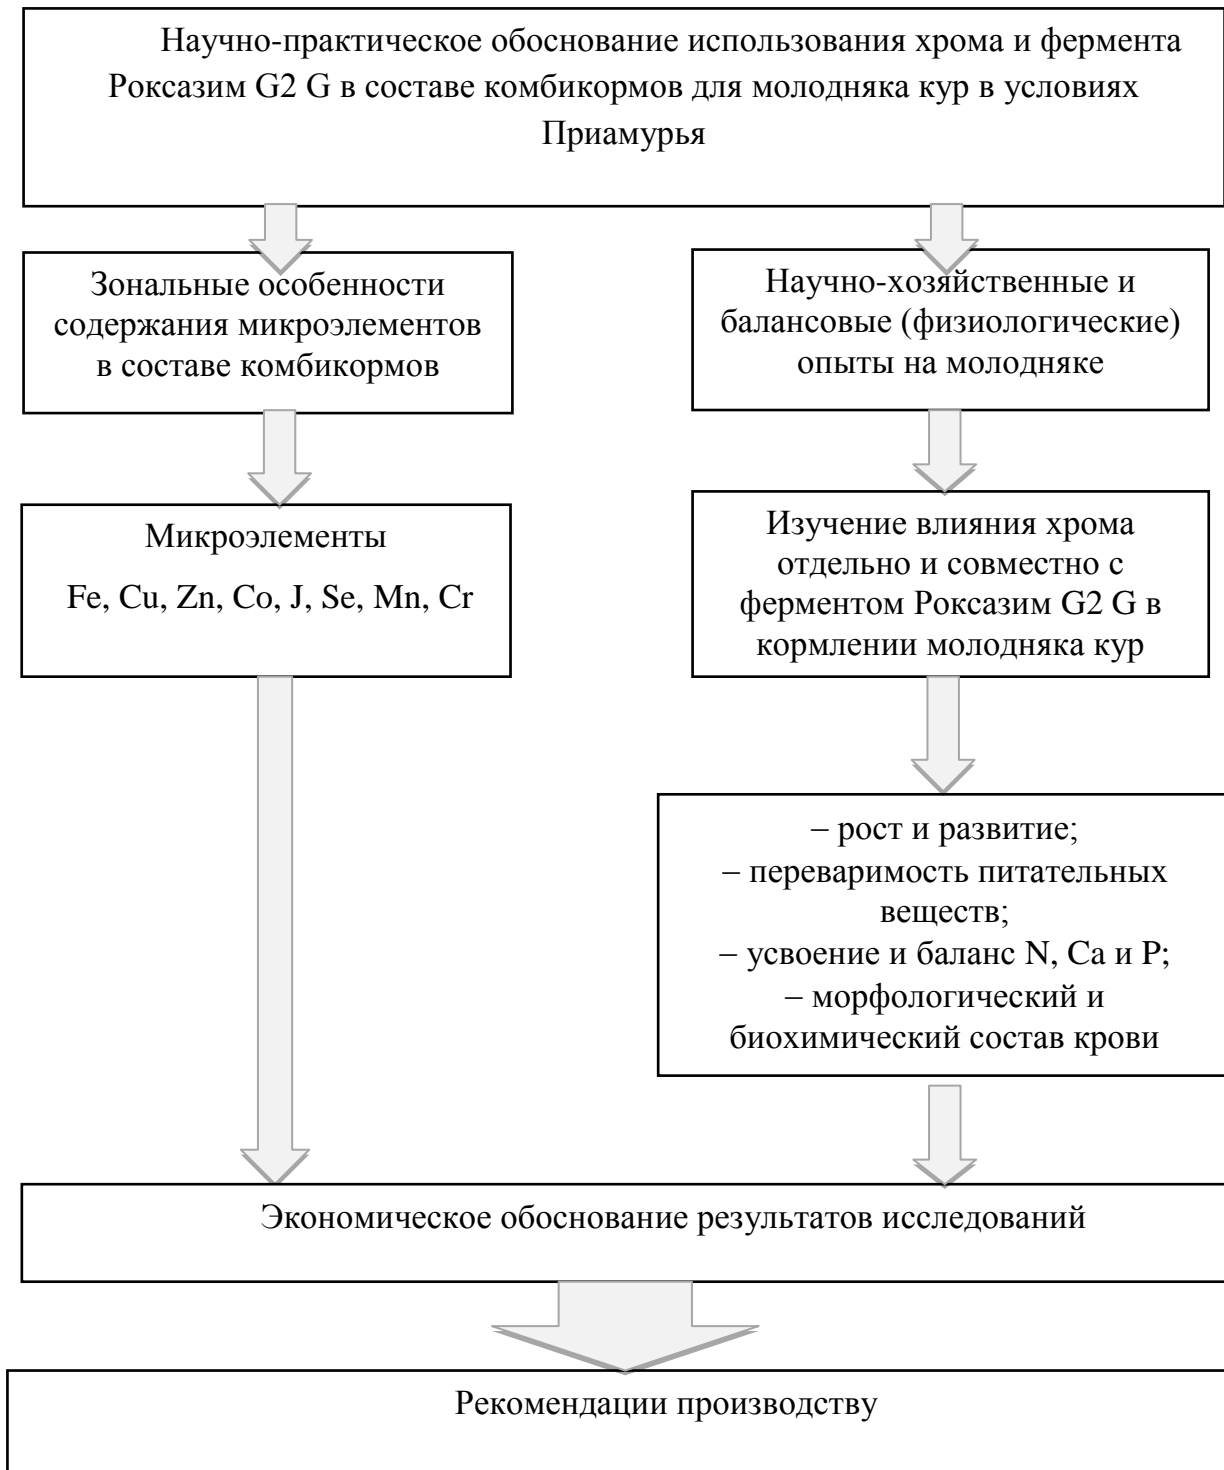 Научно-практическое обоснование использования хрома и фермента
Роксазим G2 G в составе комбикормов для молодняка кур в условиях
Приамурья
Зональные особенности
содержания микроэлементов
в составе комбикормов
Научно-хозяйственные и
балансовые (физиологические)
опыты на молодняке
Микроэлементы
Fe, Cu, Zn, Co, J, Se, Mn, Cr
Изучение влияния хрома
отдельно и совместно с
ферментом Роксазим G2 G в
кормлении молодняка кур
– рост и развитие;
– переваримость питательных
веществ;
– усвоение и баланс N, Ca и P;
– морфологический и
биохимический состав крови
Экономическое обоснование результатов исследований
Рекомендации производству